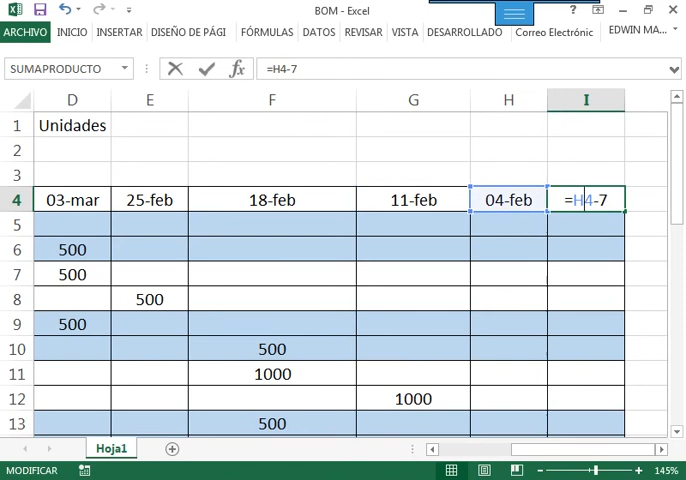 BOM - Excel
ARCHIVO INICIO INSERTAR DISEÑO DE PÁGI FÓRMULAS DATOS REVISAR VISTA DESARROLLADO Correo Electrónic EDWIN MA...
SUMAPRODUCTO fx =H4-7
D E F G H I
1 Unidades
2
3
4 03-mar 25-feb 18-feb 11-feb 04-feb =H4-7
5
6 500
7 500
8 500
9 500
10 500
11 1000
12 1000
13 500
Hoja1
MODIFICAR 145%